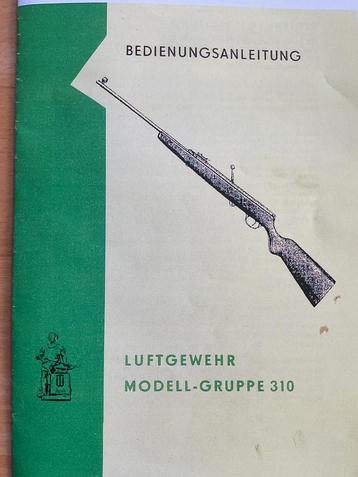 BEDIENUNGSANLEITUNG
LUFTGEWEHR
MODELL-GRUPPE 310